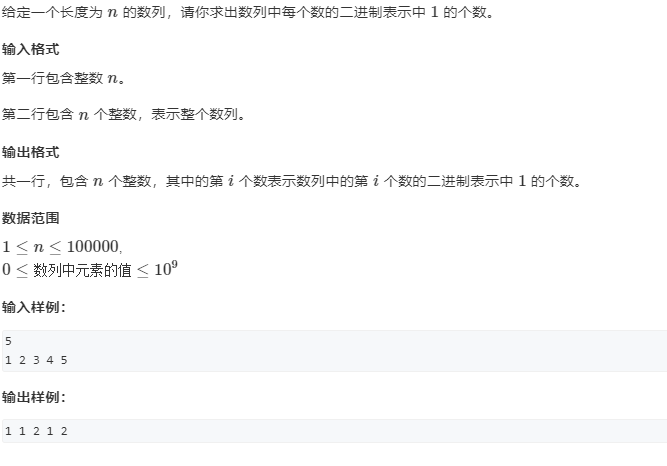 给定一个长度为 n 的数列，请你求出数列中每个数的二进制表示中 1 的个数。
输入格式
第一行包含整数 n。
第二行包含 n 个整数，表示整个数列。
输出格式
共一行，包含 n 个整数，其中的第 i 个数表示数列中的第 i 个数的二进制表示中 1 的个数。
数据范围
1 ≤ n ≤ 100000,
0 ≤ 数列中元素的值 ≤ 10⁹
输入样例：
5
1 2 3 4 5
输出样例：
1 1 2 1 2